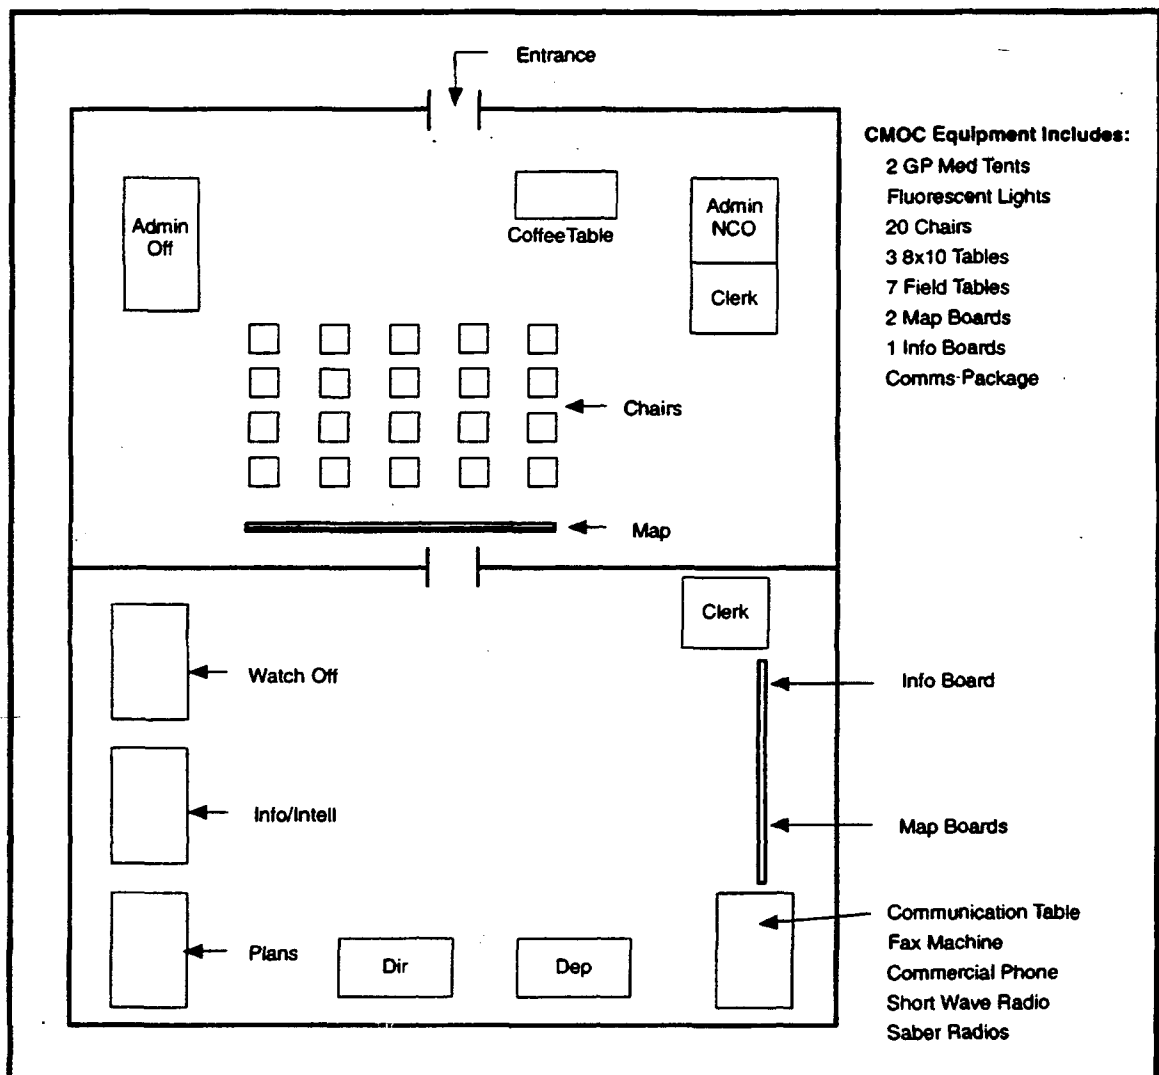 Entrance
CMOC Equipment Includes:
2 GP Med Tents
Fluorescent Lights
20 Chairs
3 8x10 Tables
7 Field Tables
2 Map Boards
1 Info Boards
Comms-Package
Admin
Off
Coffee Table
Admin
NCO
Clerk
Chairs
Map
Clerk
Watch Off
Info Board
Info/Intell
Map Boards
Plans
Dir
Dep
Communication Table
Fax Machine
Commercial Phone
Short Wave Radio
Saber Radios